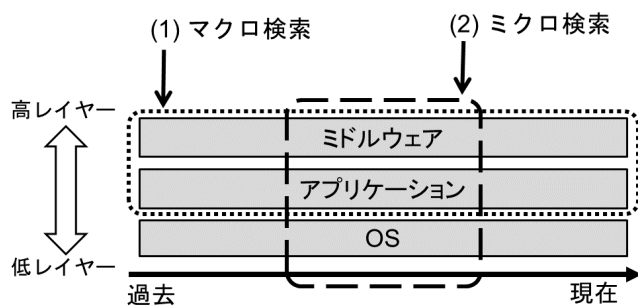 (1) マクロ検索
(2) ミクロ検索
高レイヤー
ミドルウェア
アプリケーション
OS
低レイヤー
過去
現在